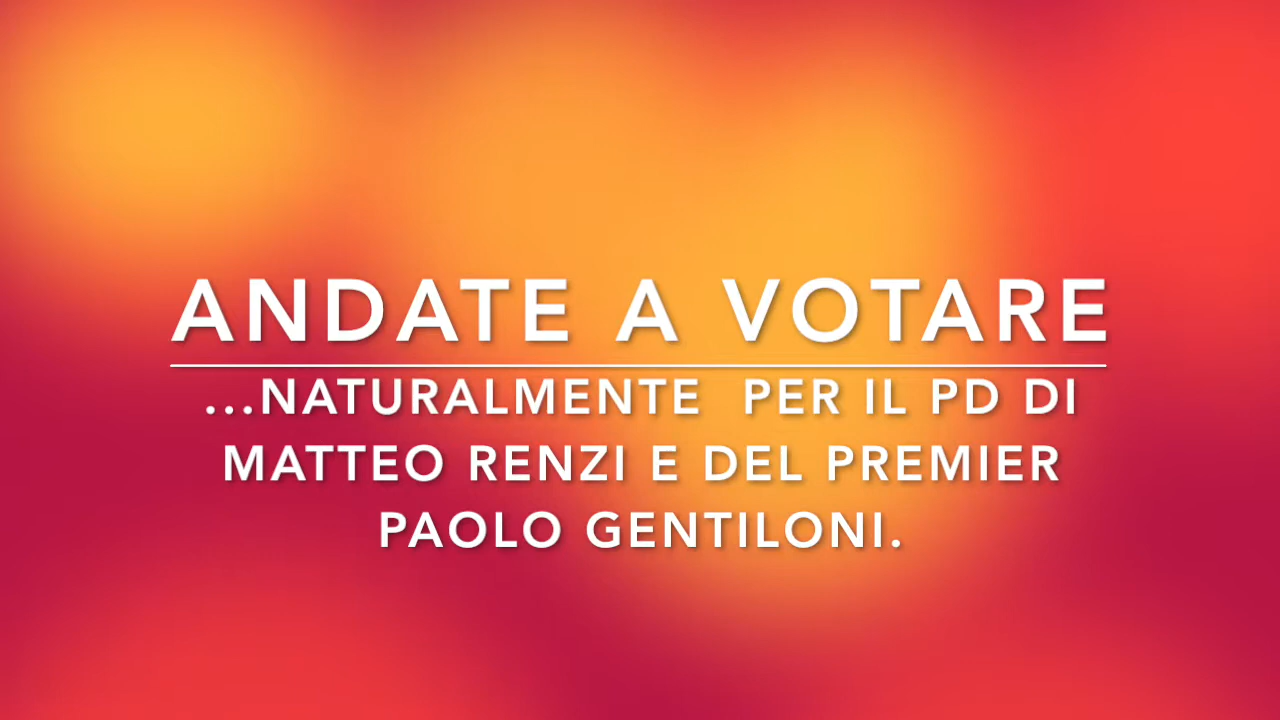 ANDATE A VOTARE
...NATURALMENTE PER IL PD DI
MATTEO RENZI E DEL PREMIER
PAOLO GENTILONI.